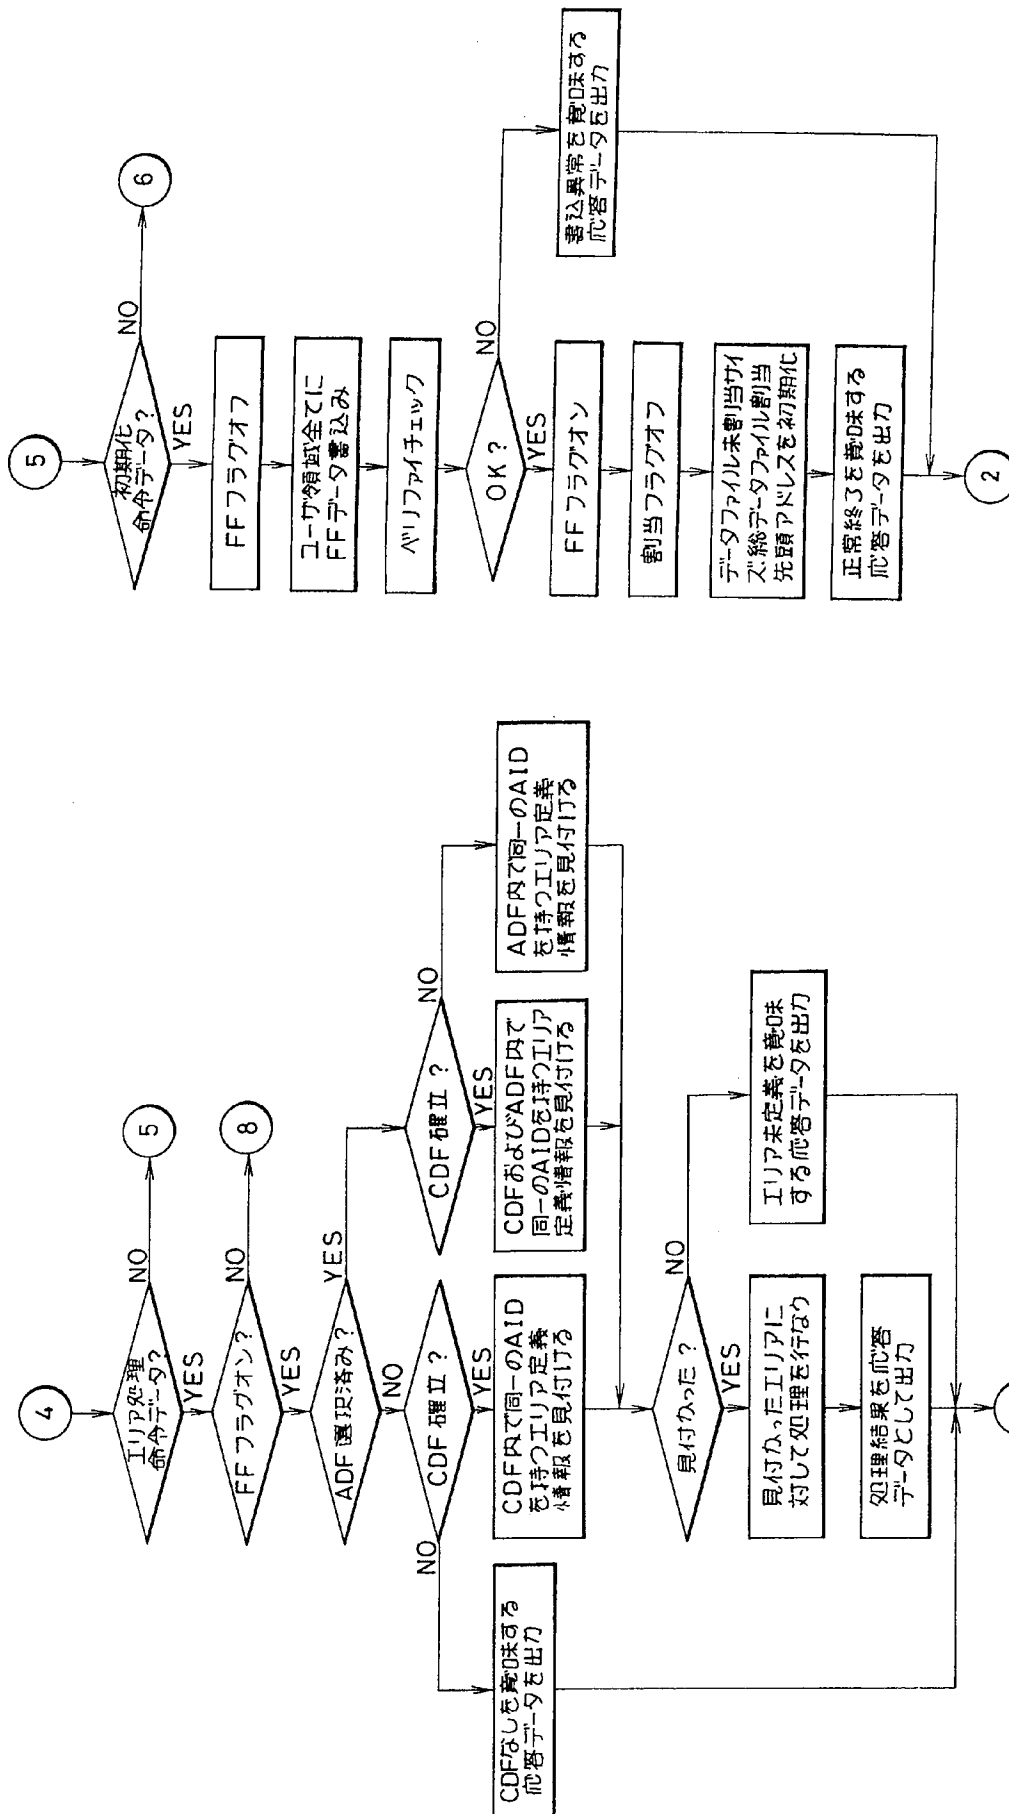 4
エリア処理
命令データ?
NO
5
YES
FFフラグオン?
NO
8
YES
ADF選択済み?
YES
NO
CDF確立?
NO
YES
CDF確立?
NO
YES
CDFなしを意味する
応答データを出力
CDF内で同一のAID
を持つエリア定義
情報を見付ける
CDFおよびADF内で
同一のAIDを持つエリア
定義情報を見付ける
ADF内で同一のAID
を持つエリア定義
情報を見付ける
見付かった?
NO
YES
見付かったエリアに
対して処理を行なう
エリア未定義を意味
する応答データを出力
処理結果を応答
データとして出力
5
初期化
命令データ?
NO
6
YES
FFフラグオフ
ユーザ領域全てに
FFデータ書込み
ベリファイチェック
OK?
NO
YES
書込異常を意味する
応答データを出力
FFフラグオン
割当フラグオフ
データファイル未割当サイ
ズ・総データファイル割当
先頭アドレスを初期化
正常終了を意味する
応答データを出力
2